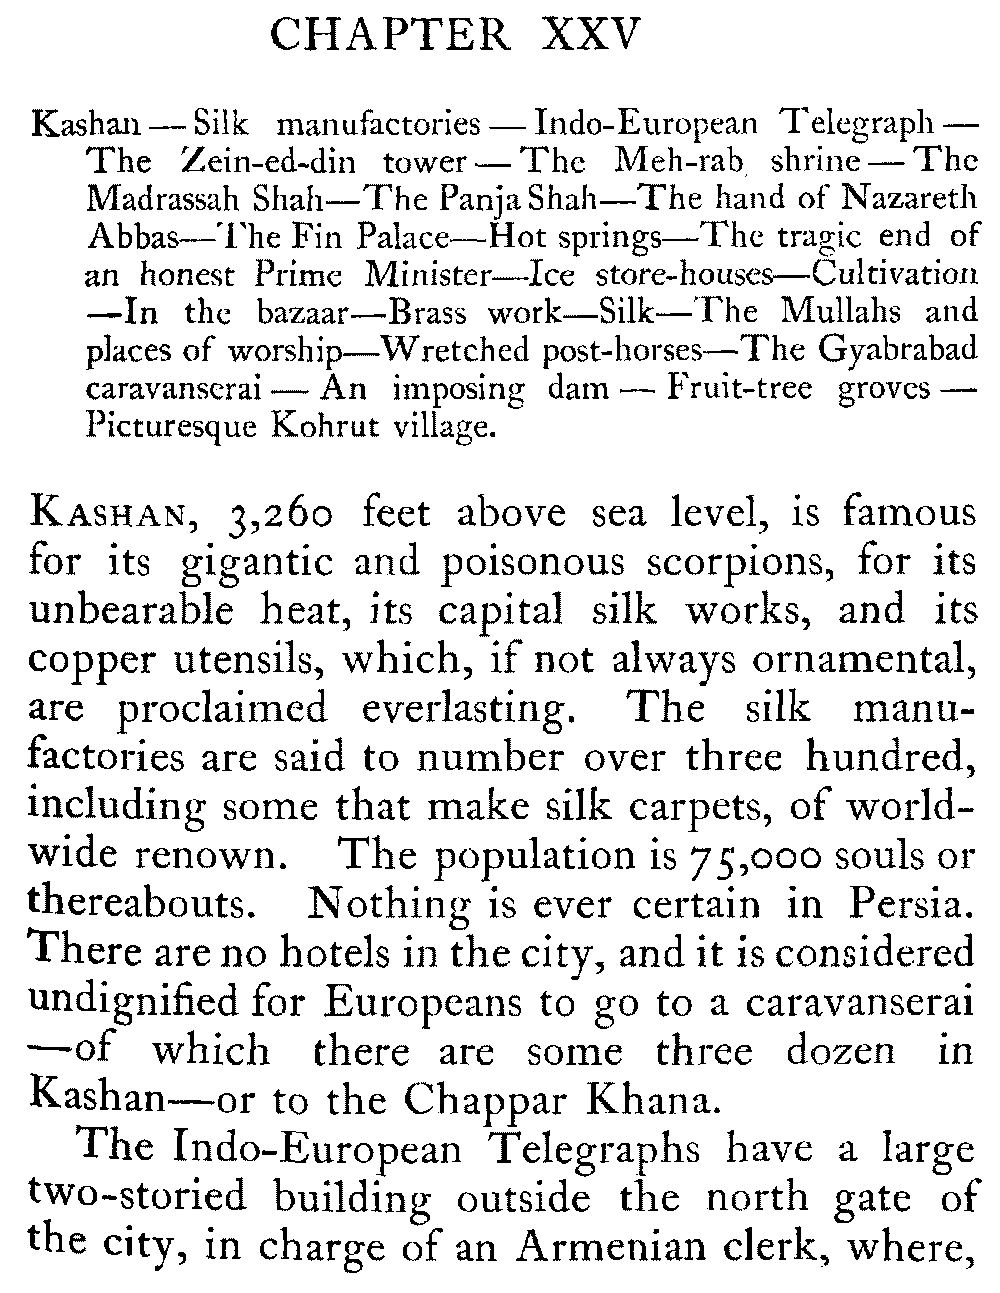 CHAPTER XXV
Kashan — Silk manufactories — Indo-European Telegraph —
The Zein-ed-din tower — The Meh-rab shrine — The
Madrassah Shah—The Panja Shah—The hand of Nazareth
Abbas—The Fin Palace—Hot springs—The tragic end of
an honest Prime Minister—Ice store-houses—Cultivation
—In the bazaar—Brass work—Silk—The Mullahs and
places of worship—Wretched post-horses—The Gyabrabad
caravanserai — An imposing dam — Fruit-tree groves —
Picturesque Kohrut village.
KASHAN, 3,260 feet above sea level, is famous
for its gigantic and poisonous scorpions, for its
unbearable heat, its capital silk works, and its
copper utensils, which, if not always ornamental,
are proclaimed everlasting. The silk manu-
factories are said to number over three hundred,
including some that make silk carpets, of world-
wide renown. The population is 75,000 souls or
thereabouts. Nothing is ever certain in Persia.
There are no hotels in the city, and it is considered
undignified for Europeans to go to a caravanserai
—of which there are some three dozen in
Kashan—or to the Chappar Khana.
The Indo-European Telegraphs have a large
two-storied building outside the north gate of
the city, in charge of an Armenian clerk, where,